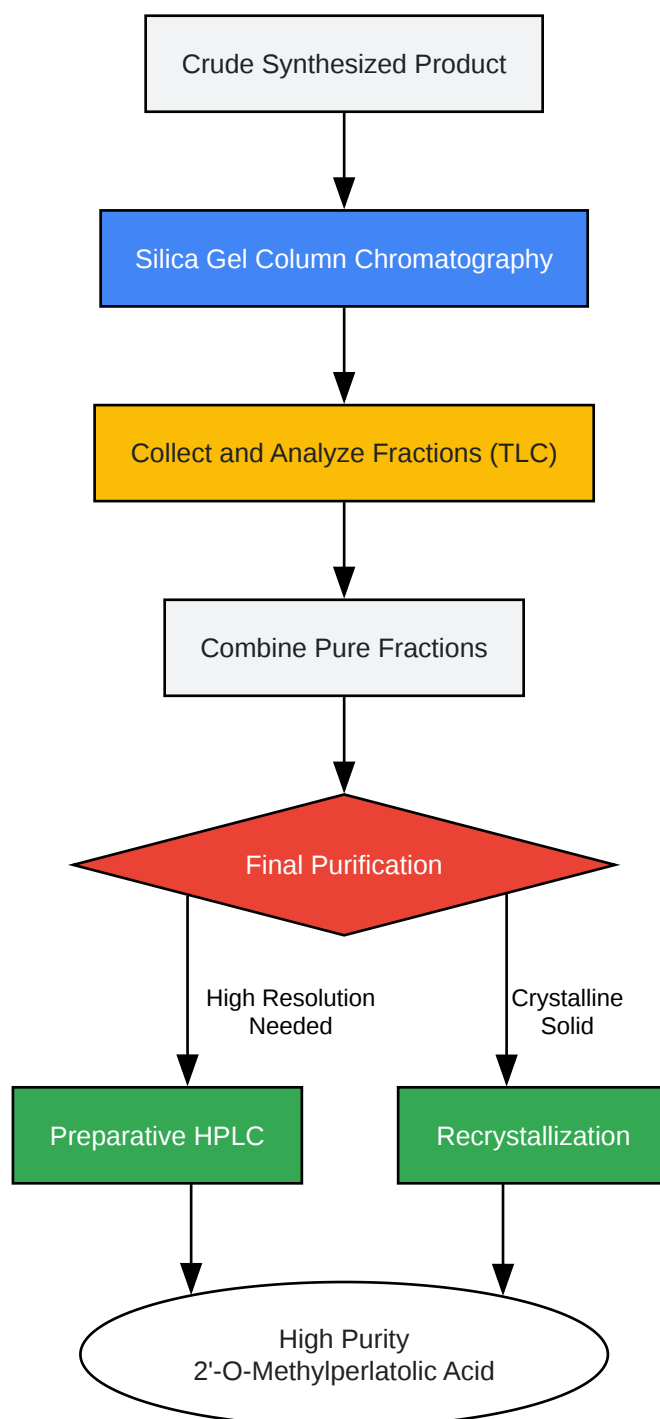 Crude Synthesized Product
Silica Gel Column Chromatography
Collect and Analyze Fractions (TLC)
Combine Pure Fractions
Final Purification
High Resolution
Needed
Crystalline
Solid
Preparative HPLC
Recrystallization
High Purity
2'-O-Methylperlatolic Acid